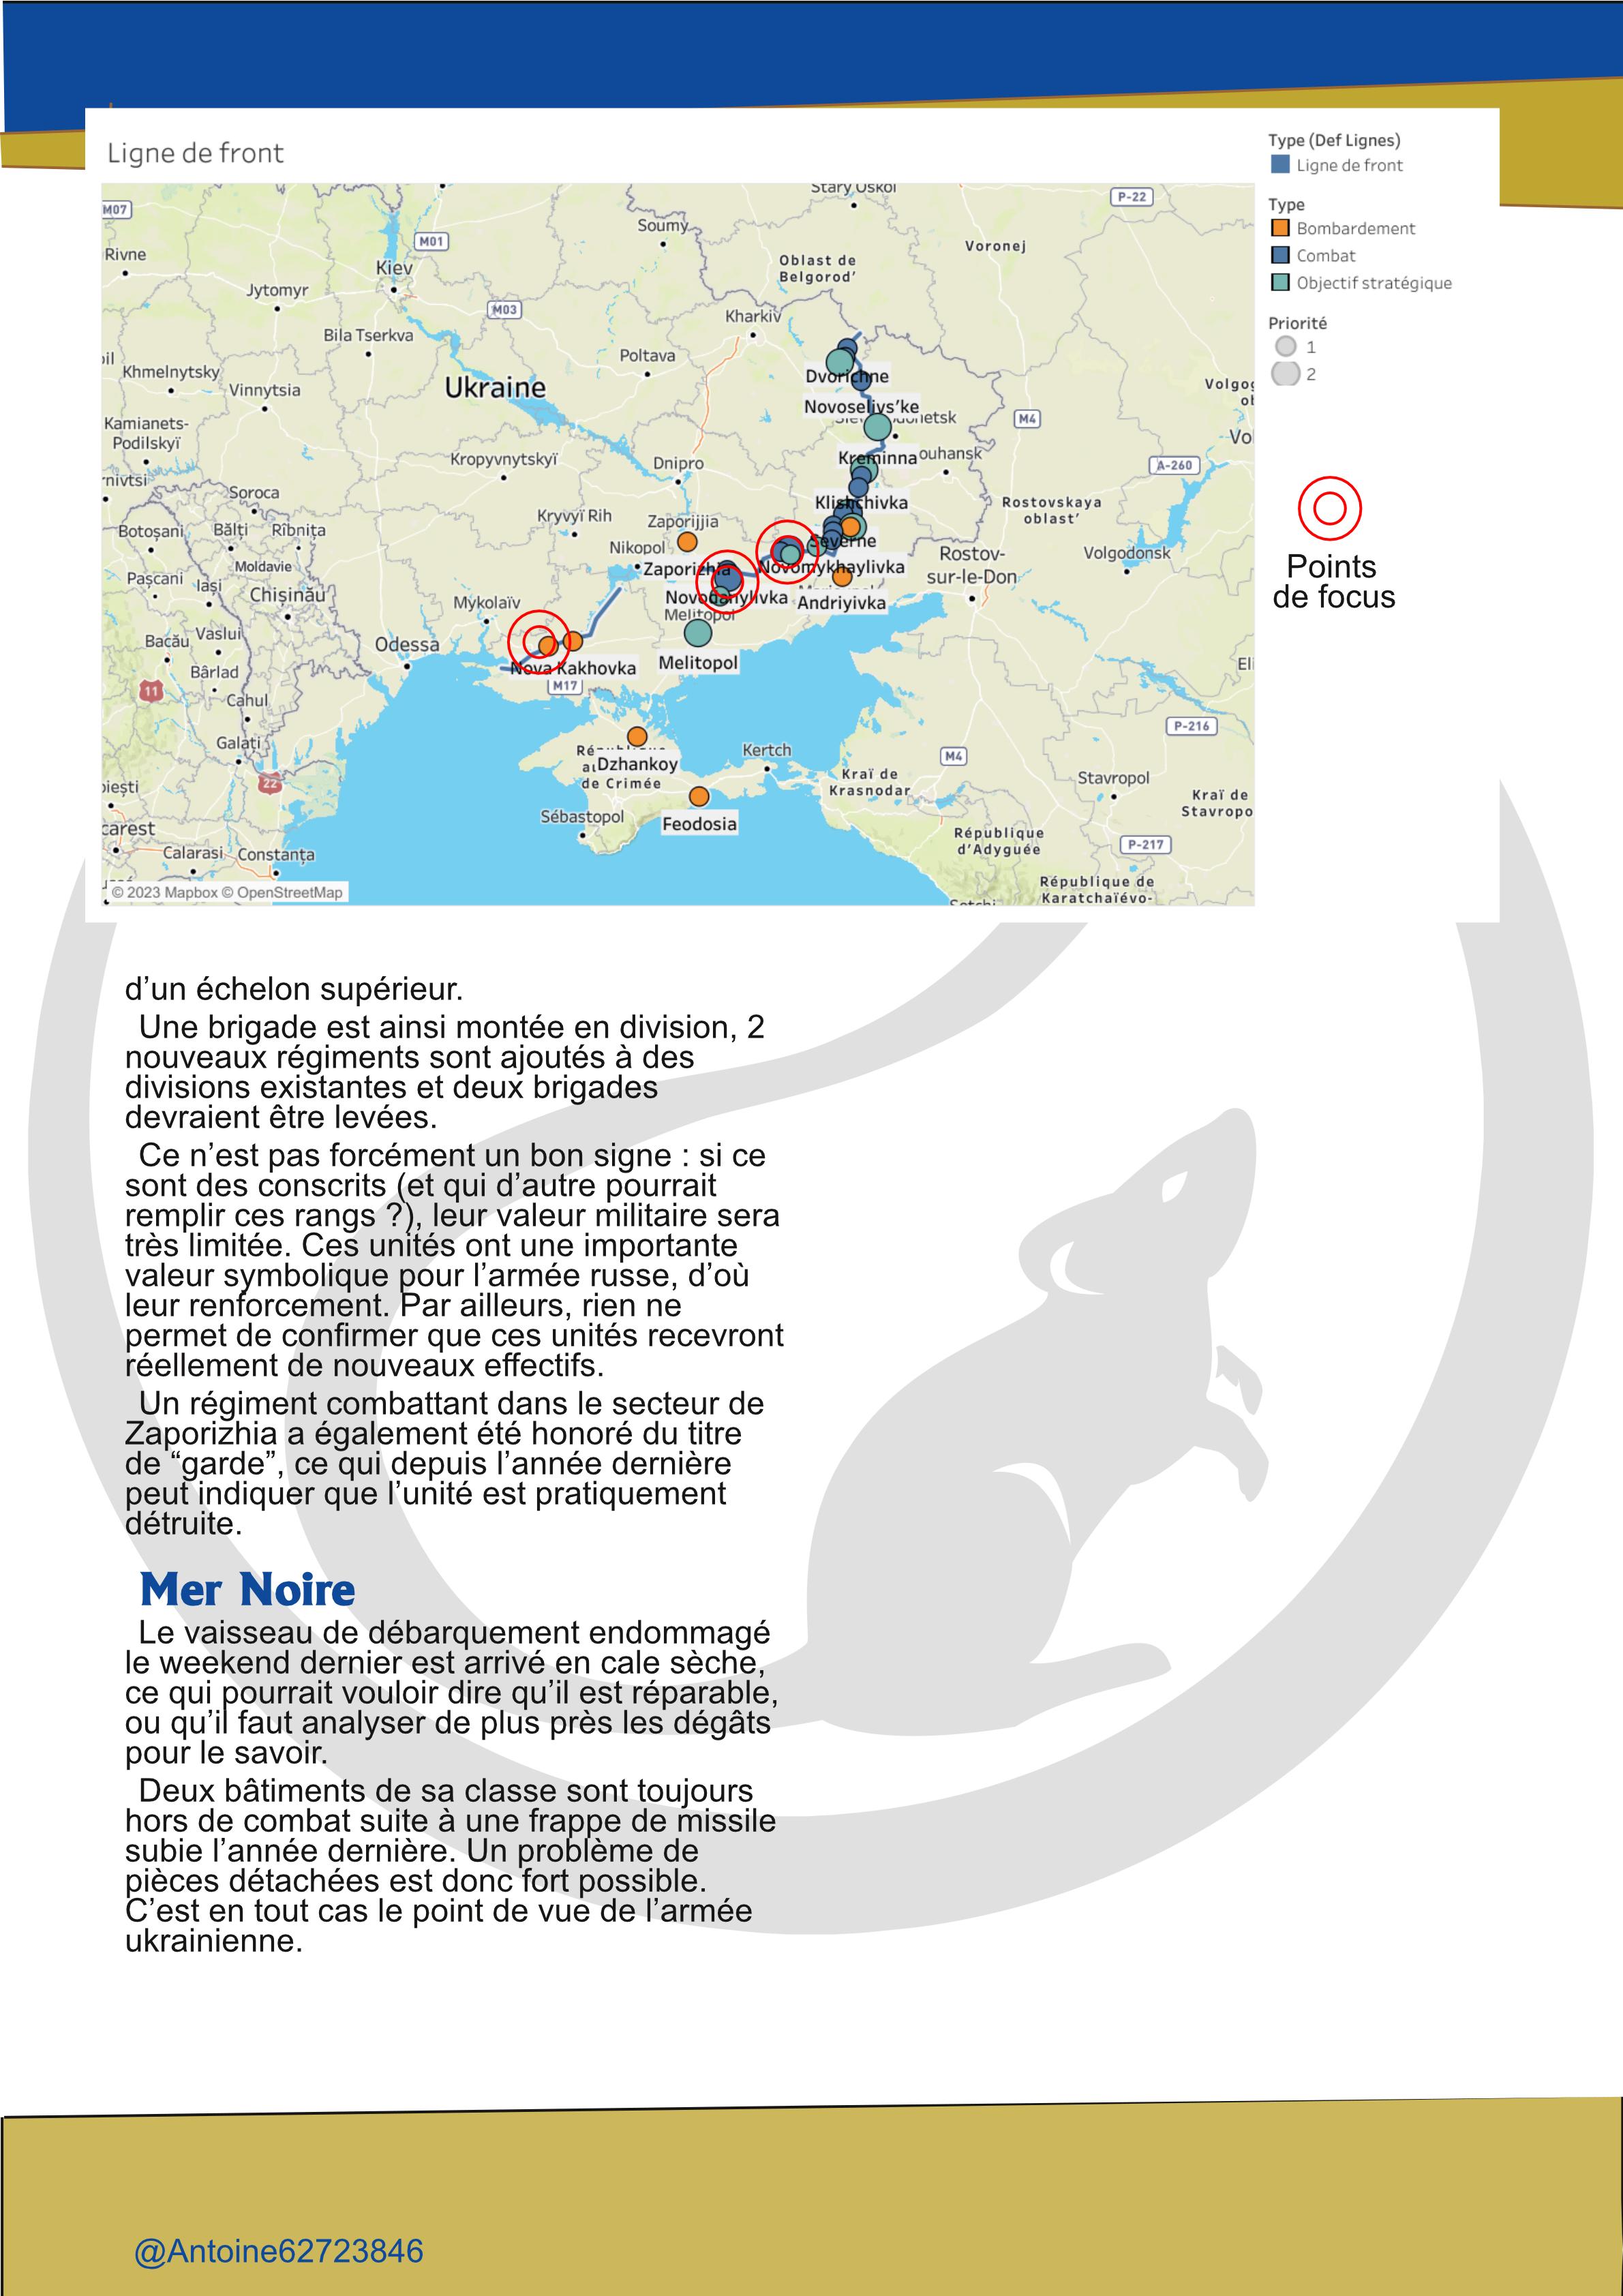 Ligne de front
Type (Def Lignes)
Ligne de front
Type
Bombardement
Combat
Objectif stratégique
Priorité
1
2
Points
de focus
M07
Stary Oskol
P-22
Soumy
M01
Voronej
Rivne
Oblast de
Belgorod'
Kiev
Jytomyr
M03
Kharkiv
Bila Tserkva
Poltava
Khmelnytsky
Dvorichne
Vinnytsia
Ukraine
Novoselivs'ke
M4
Kamianets-
Podilskyï
Kropyvnytskyï
Dnipro
Kreminna
ouhansk
A-260
Soroca
Klishchivka
Rostovskaya
oblast'
Botoșani
Bălți
Rîbnița
Kryvyï Rih
Zaporijjia
Severne
Nikopol
Rostov-
sur-le-Don
Volgodonsk
Moldavie
Zaporizhia
Novomykhaylivka
Pașcani
Iași
Chișinău
Novodanylivka
Andriyivka
Mykolaïv
Melitopol
Bacău
Vaslui
Odessa
Bârlad
Nova Kakhovka
Melitopol
11
M17
Cahul
P-216
Galați
Kertch
M4
22
Dzhankoy
de Crimée
Kraï de
Krasnodar
Stavropol
Sébastopol
Feodosia
Kraï de
Stavropo
carest
République
d'Adyguée
P-217
Calarasi
Constanța
République de
Karatchaïévo-
© 2023 Mapbox © OpenStreetMap
d’un échelon supérieur.
Une brigade est ainsi montée en division, 2
nouveaux régiments sont ajoutés à des
divisions existantes et deux brigades
devraient être levées.
Ce n’est pas forcément un bon signe : si ce
sont des conscrits (et qui d’autre pourrait
remplir ces rangs ?), leur valeur militaire sera
très limitée. Ces unités ont une importante
valeur symbolique pour l’armée russe, d’où
leur renforcement. Par ailleurs, rien ne
permet de confirmer que ces unités recevront
réellement de nouveaux effectifs.
Un régiment combattant dans le secteur de
Zaporizhia a également été honoré du titre
de “garde”, ce qui depuis l’année dernière
peut indiquer que l’unité est pratiquement
détruite.
Mer Noire
Le vaisseau de débarquement endommagé
le weekend dernier est arrivé en cale sèche,
ce qui pourrait vouloir dire qu’il est réparable,
ou qu’il faut analyser de plus près les dégâts
pour le savoir.
Deux bâtiments de sa classe sont toujours
hors de combat suite à une frappe de missile
subie l’année dernière. Un problème de
pièces détachées est donc fort possible.
C’est en tout cas le point de vue de l’armée
ukrainienne.
@Antoine62723846